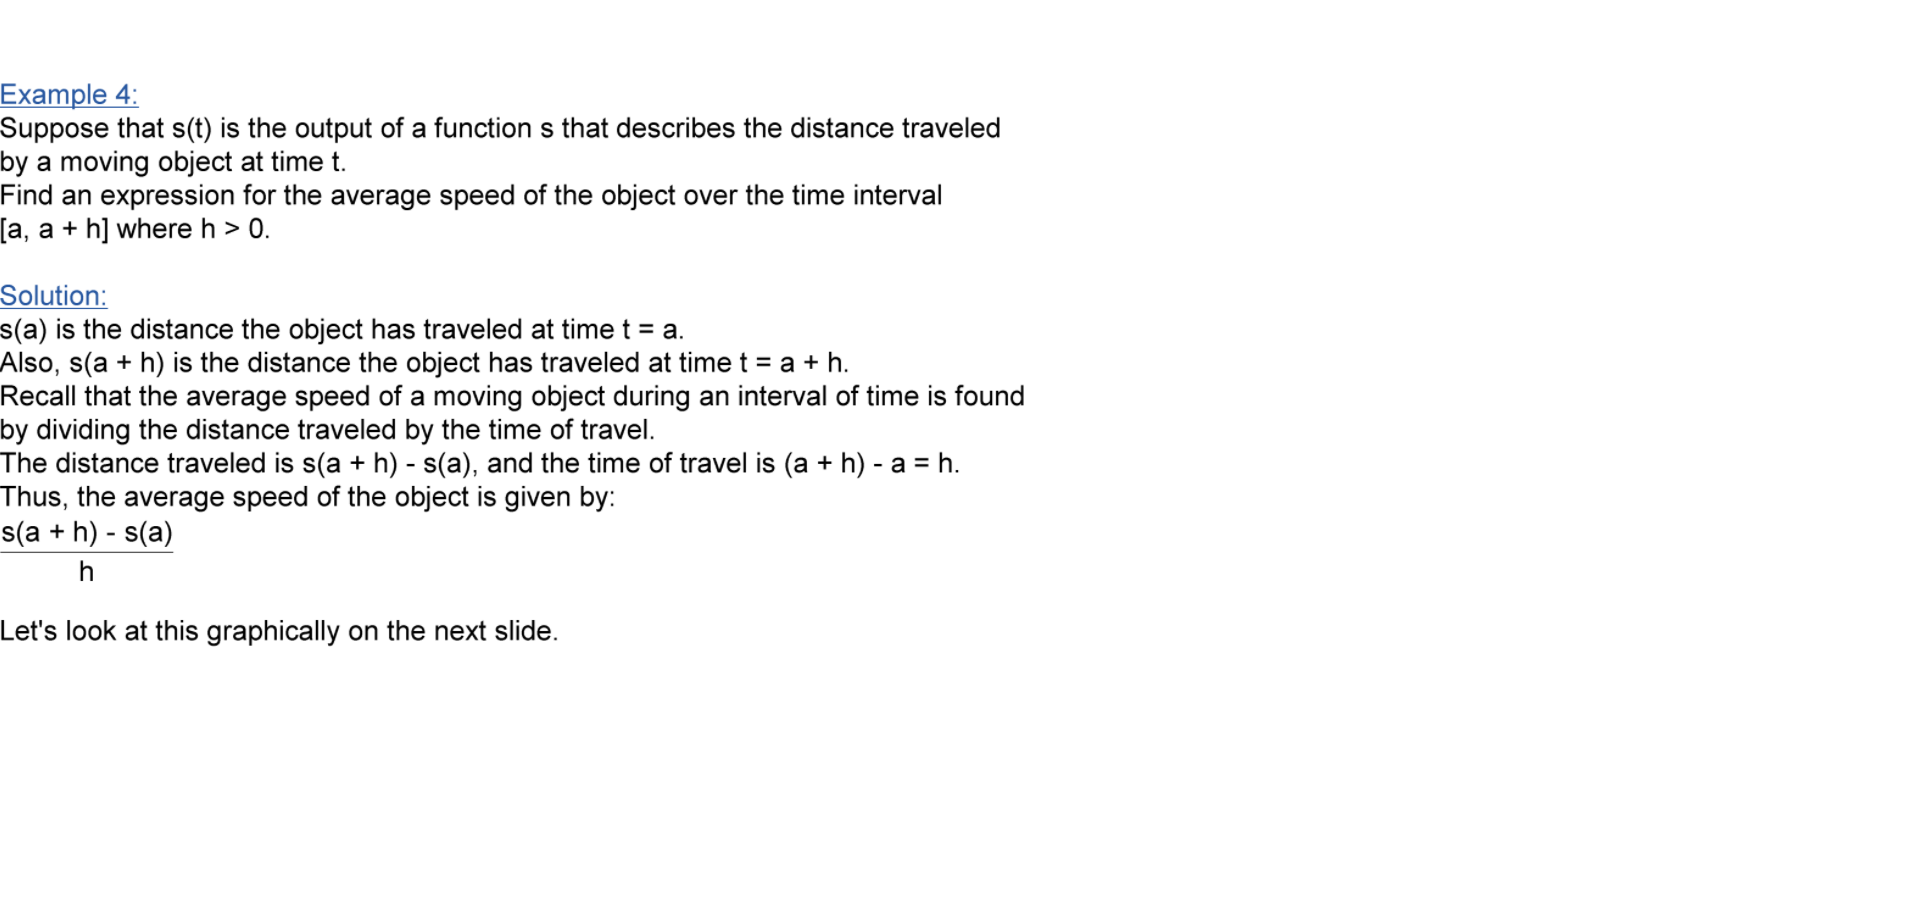 Example 4:
Suppose that s(t) is the output of a function s that describes the distance traveled
by a moving object at time t.
Find an expression for the average speed of the object over the time interval
[a, a + h] where h > 0.
Solution:
s(a) is the distance the object has traveled at time t = a.
Also, s(a + h) is the distance the object has traveled at time t = a + h.
Recall that the average speed of a moving object during an interval of time is found
by dividing the distance traveled by the time of travel.
The distance traveled is s(a + h) - s(a), and the time of travel is (a + h) - a = h.
Thus, the average speed of the object is given by:
s(a + h) - s(a)
h
Let's look at this graphically on the next slide.